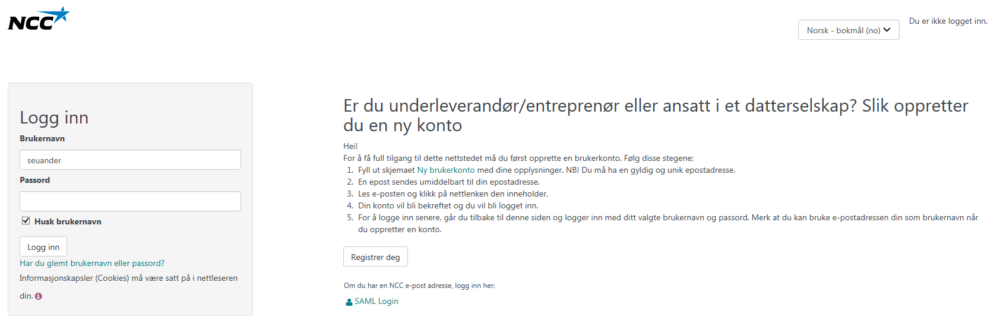 NCC
Norsk - bokmål (no)
Du er ikke logget inn.
Logg inn
Brukernavn
seuander
Passord
Husk brukernavn
Logg inn
Har du glemt brukernavn eller passord?
Informasjonskapsler (Cookies) må være satt på i nettleseren
din.
Er du underleverandør/entreprenør eller ansatt i et datterselskap? Slik oppretter
du en ny konto
Hei!
For å få full tilgang til dette nettstedet må du først opprette en brukerkonto. Følg disse stegene:
1. Fyll ut skjemaet Ny brukerkonto med dine opplysninger. NB! Du må ha en gyldig og unik epostadresse.
2. En epost sendes umiddelbart til din epostadresse.
3. Les e-posten og klikk på nettlenken den inneholder.
4. Din konto vil bli bekreftet og du vil bli logget inn.
5. For å logge inn senere, går du tilbake til denne siden og logger inn med ditt valgte brukernavn og passord. Merk at du kan bruke e-postadressen din som brukernavn når
du oppretter en konto.
Registrer deg
Om du har en NCC e-post adresse, logg inn her:
SAML Login